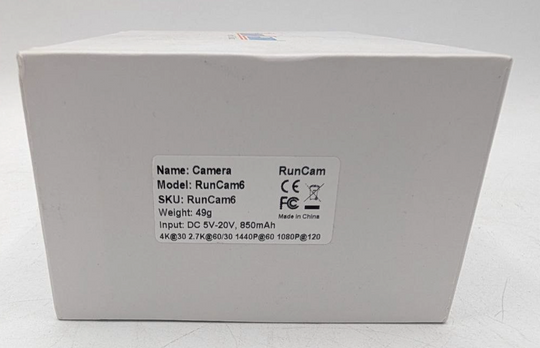 Name: Camera
Model: RunCam6
SKU: RunCam6
Weight: 49g
Input: DC 5V-20V, 850mAh
4K@30 2.7K@60/30 1440P@60 1080P@120
RunCam
CE
FC
Made in China